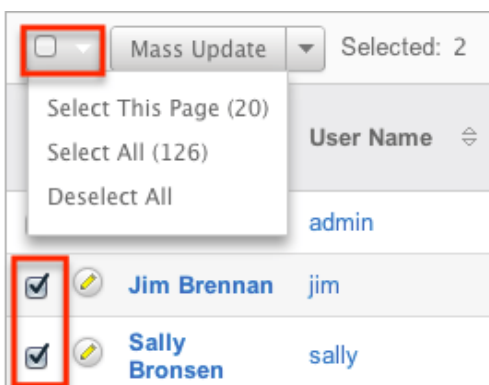 Mass Update Selected: 2
Select This Page (20)
Select All (126)
Deselect All
User Name
admin
Jim Brennan jim
Sally Bronsen sally